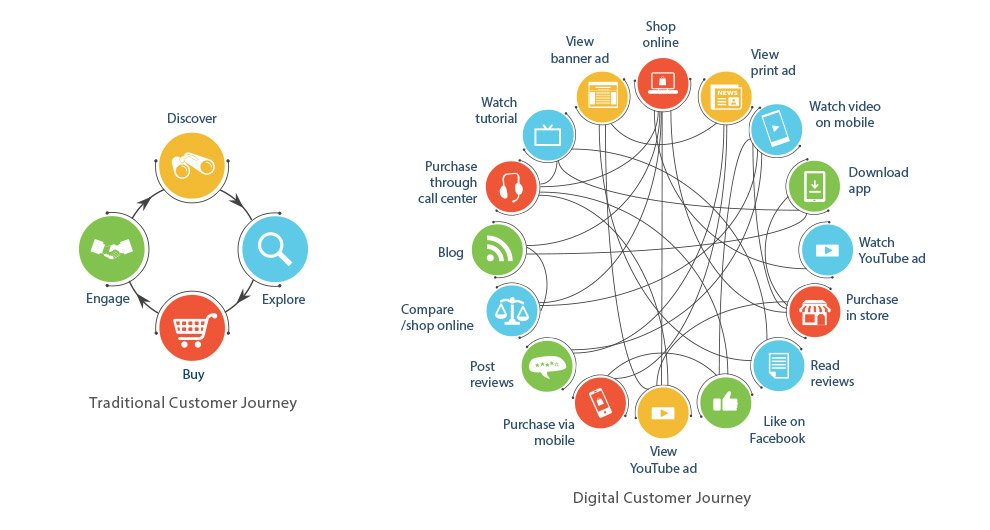 Discover
Engage
Explore
Buy
Traditional Customer Journey
Shop
online
View
banner ad
View
print ad
NEWS
Watch
tutorial
Watch video
on mobile
Purchase
through
call center
Download
app
Blog
Watch
YouTube ad
Compare
/shop online
Purchase
in store
Post
reviews
Read
reviews
Purchase via
mobile
Like on
Facebook
View
YouTube ad
Digital Customer Journey